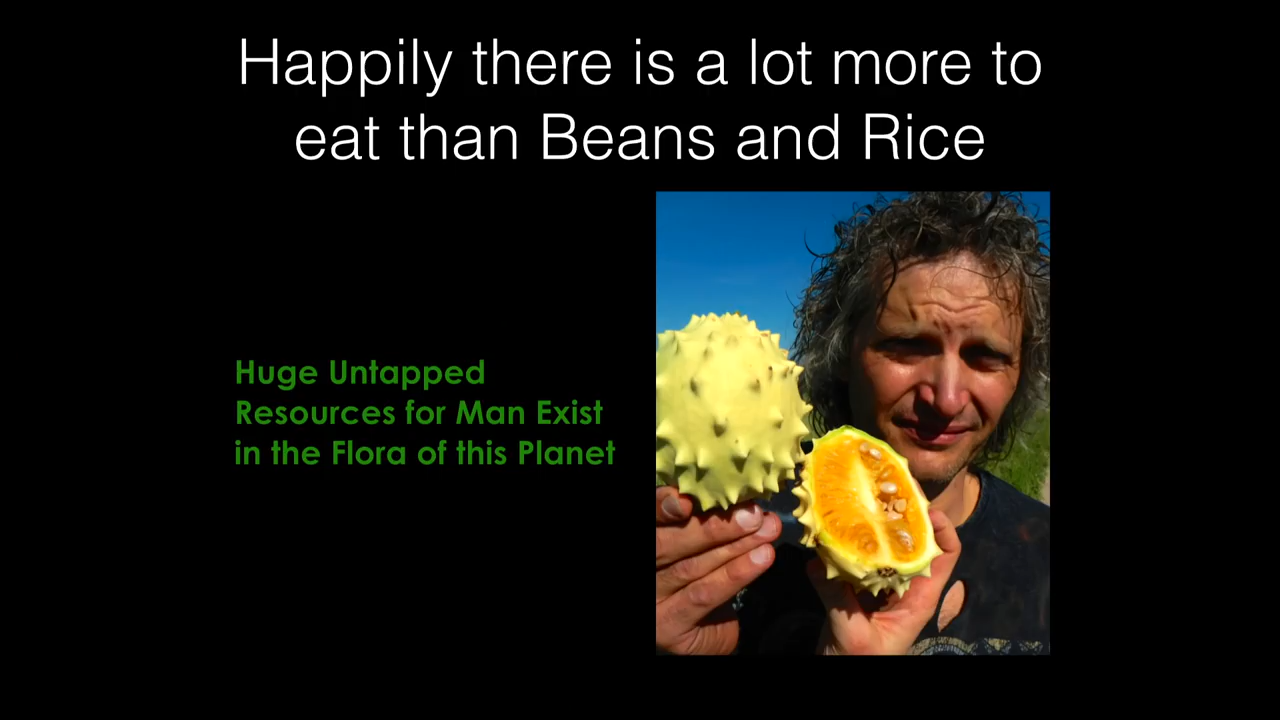 Happily there is a lot more to
eat than Beans and Rice
Huge Untapped
Resources for Man Exist
in the Flora of this Planet